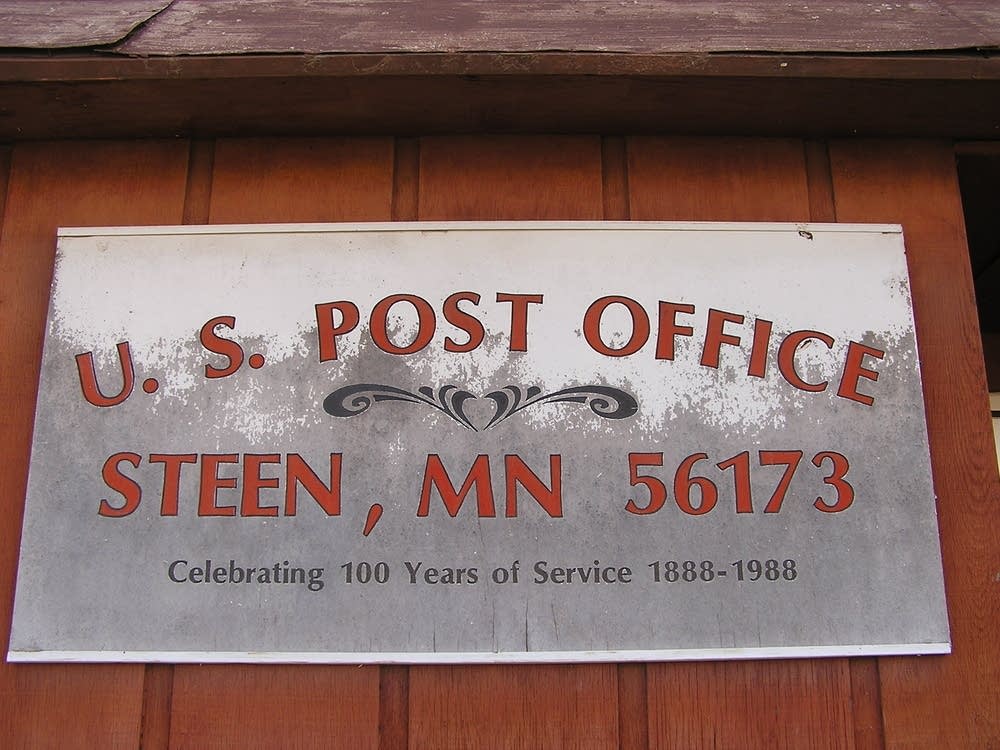 U. S. POST OFFICE
STEEN, MN 56173
Celebrating 100 Years of Service 1888-1988